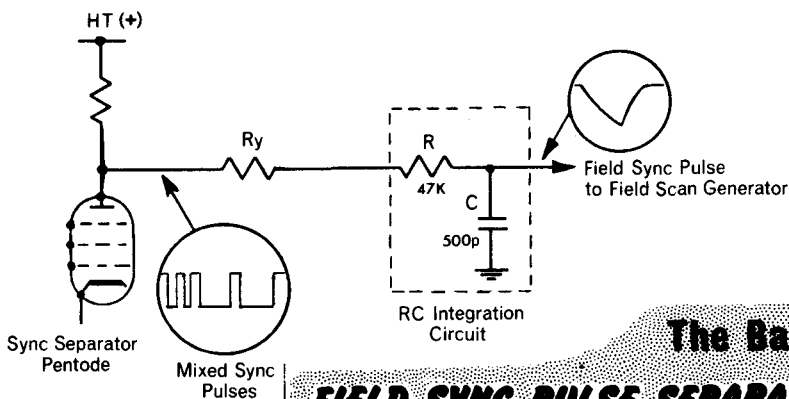 HT (+)
Ry
R
47K
C
500p
Field Sync Pulse
to Field Scan Generator
RC Integration
Circuit
Sync Separator
Pentode
Mixed Sync
Pulses
The
FIELD SYNC PULSE